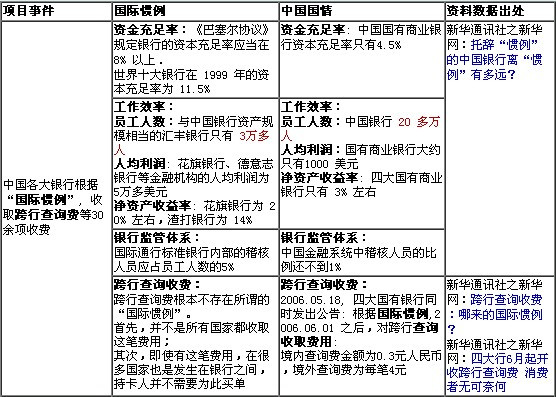 项目事件
国际惯例
中国国情
资料数据出处
中国各大银行根据
“国际惯例”, 收
取跨行查询费等30
余项收费
资金充足率：《巴塞尔协议》
规定银行的资本充足率应当在
8% 以上．
世界十大银行在 1999 年的资
本充足率为 11.5%
资金充足率: 中国国有商业银
行资本充足率只有4.5%
新华通讯社之新华
网：托辞“惯例”
的中国银行离“惯
例”有多远？
工作效率：
员工人数：与中国银行资产规
模相当的汇丰银行只有 3万多
人
人均利润: 花旗银行、德意志
银行等金融机构的人均利润为
5万多美元
净资产收益率: 花旗银行为 2
0% 左右,渣打银行为 14%
工作效率：
员工人数：中国银行 20 多万
人
人均利润：国有商业银行大约
只有1000 美元
净资产收益率: 四大国有商业
银行只有 3% 左右
银行监管体系：
国际通行标准银行内部的稽核
人员应占员工人数的5%
银行监管体系：
中国金融系统中稽核人员的比
例还不到1%
跨行查询收费：
跨行查询费根本不存在所谓的
“国际惯例”。
首先，并不是所有国家都收取
这笔费用；
其次，即使有这笔费用，在很
多国家也是发生在银行之间，
持卡人并不需要为此买单
跨行查询收费：
2006.05.18, 四大国有银行同
时发出公告: 根据国际惯例,2
006.06.01 之后，对跨行查询
收取费用:
境内查询费金额为0.3元人民币
，境外查询费为每笔4元
新华通讯社之新华
网：跨行查询收费
：哪来的国际惯例
？
新华通讯社之新华
网：四大行6月起开
收跨行查询费 消费
者无可奈何